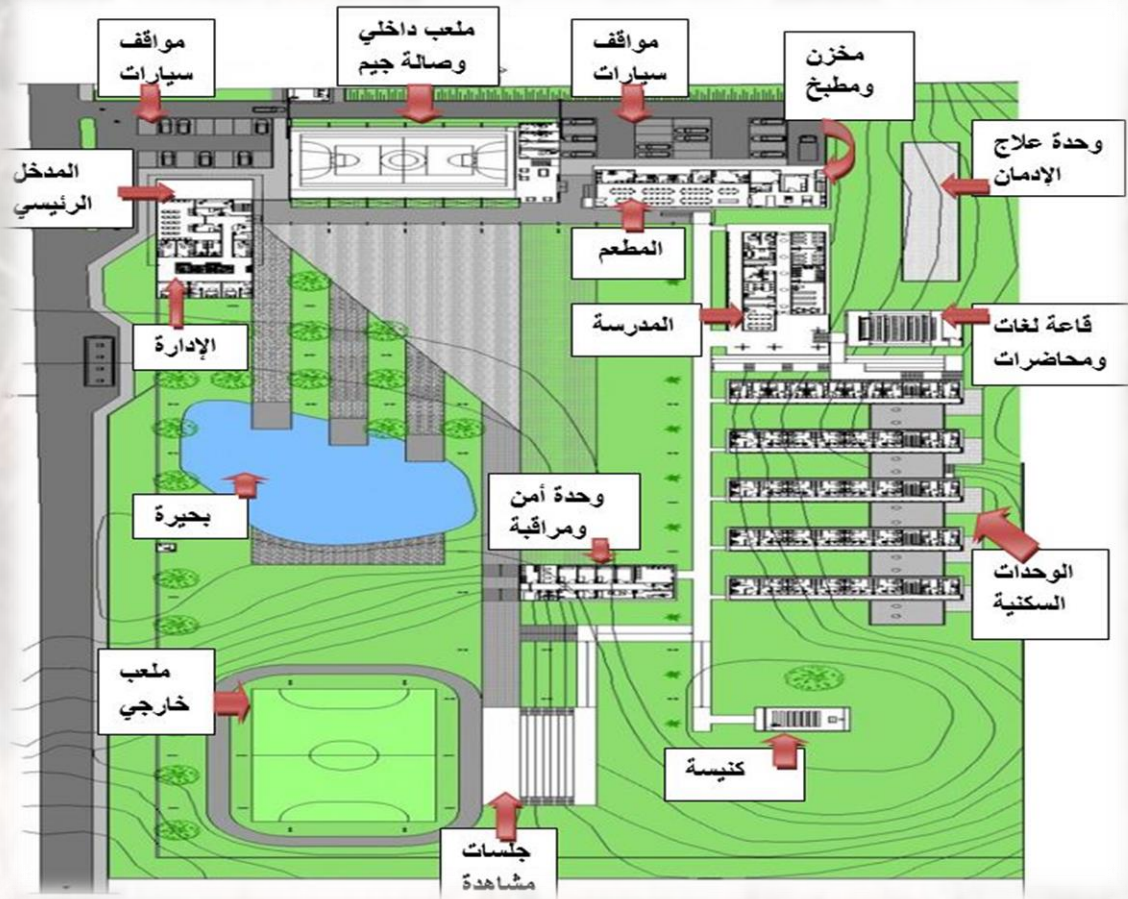 مواقف
سيارات
ملعب داخلي
وصالة جيم
مواقف
سيارات
مخزن
ومطبخ
وحدة علاج
الإدمان
المدخل
الرئيسي
المطعم
المدرسة
قاعة لغات
ومحاضرات
الإدارة
بحيرة
وحدة أمن
ومراقبة
الوحدات
السكنية
ملعب
خارجي
كنيسة
جلسات
مشاهدة